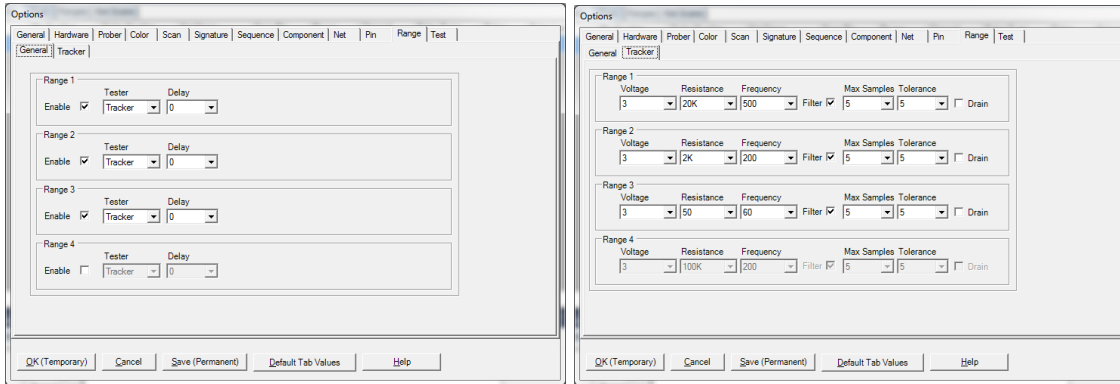 Options
General Hardware Prober Color Scan Signature Sequence Component Net Pin Range Test
General Tracker
Range 1
Tester Delay
Enable Tracker 0
Range 2
Tester Delay
Enable Tracker 0
Range 3
Tester Delay
Enable Tracker 0
Range 4
Tester Delay
Enable Tracker 0
OK (Temporary) Cancel Save (Permanent) Default Tab Values Help
Options
General Hardware Prober Color Scan Signature Sequence Component Net Pin Range Test
General Tracker
Range 1
Voltage Resistance Frequency Max Samples Tolerance
3 20K 500 Filter 5 5 Drain
Range 2
Voltage Resistance Frequency Max Samples Tolerance
3 2K 200 Filter 5 5 Drain
Range 3
Voltage Resistance Frequency Max Samples Tolerance
3 50 60 Filter 5 5 Drain
Range 4
Voltage Resistance Frequency Max Samples Tolerance
3 100K 200 Filter 5 5 Drain
OK (Temporary) Cancel Save (Permanent) Default Tab Values Help